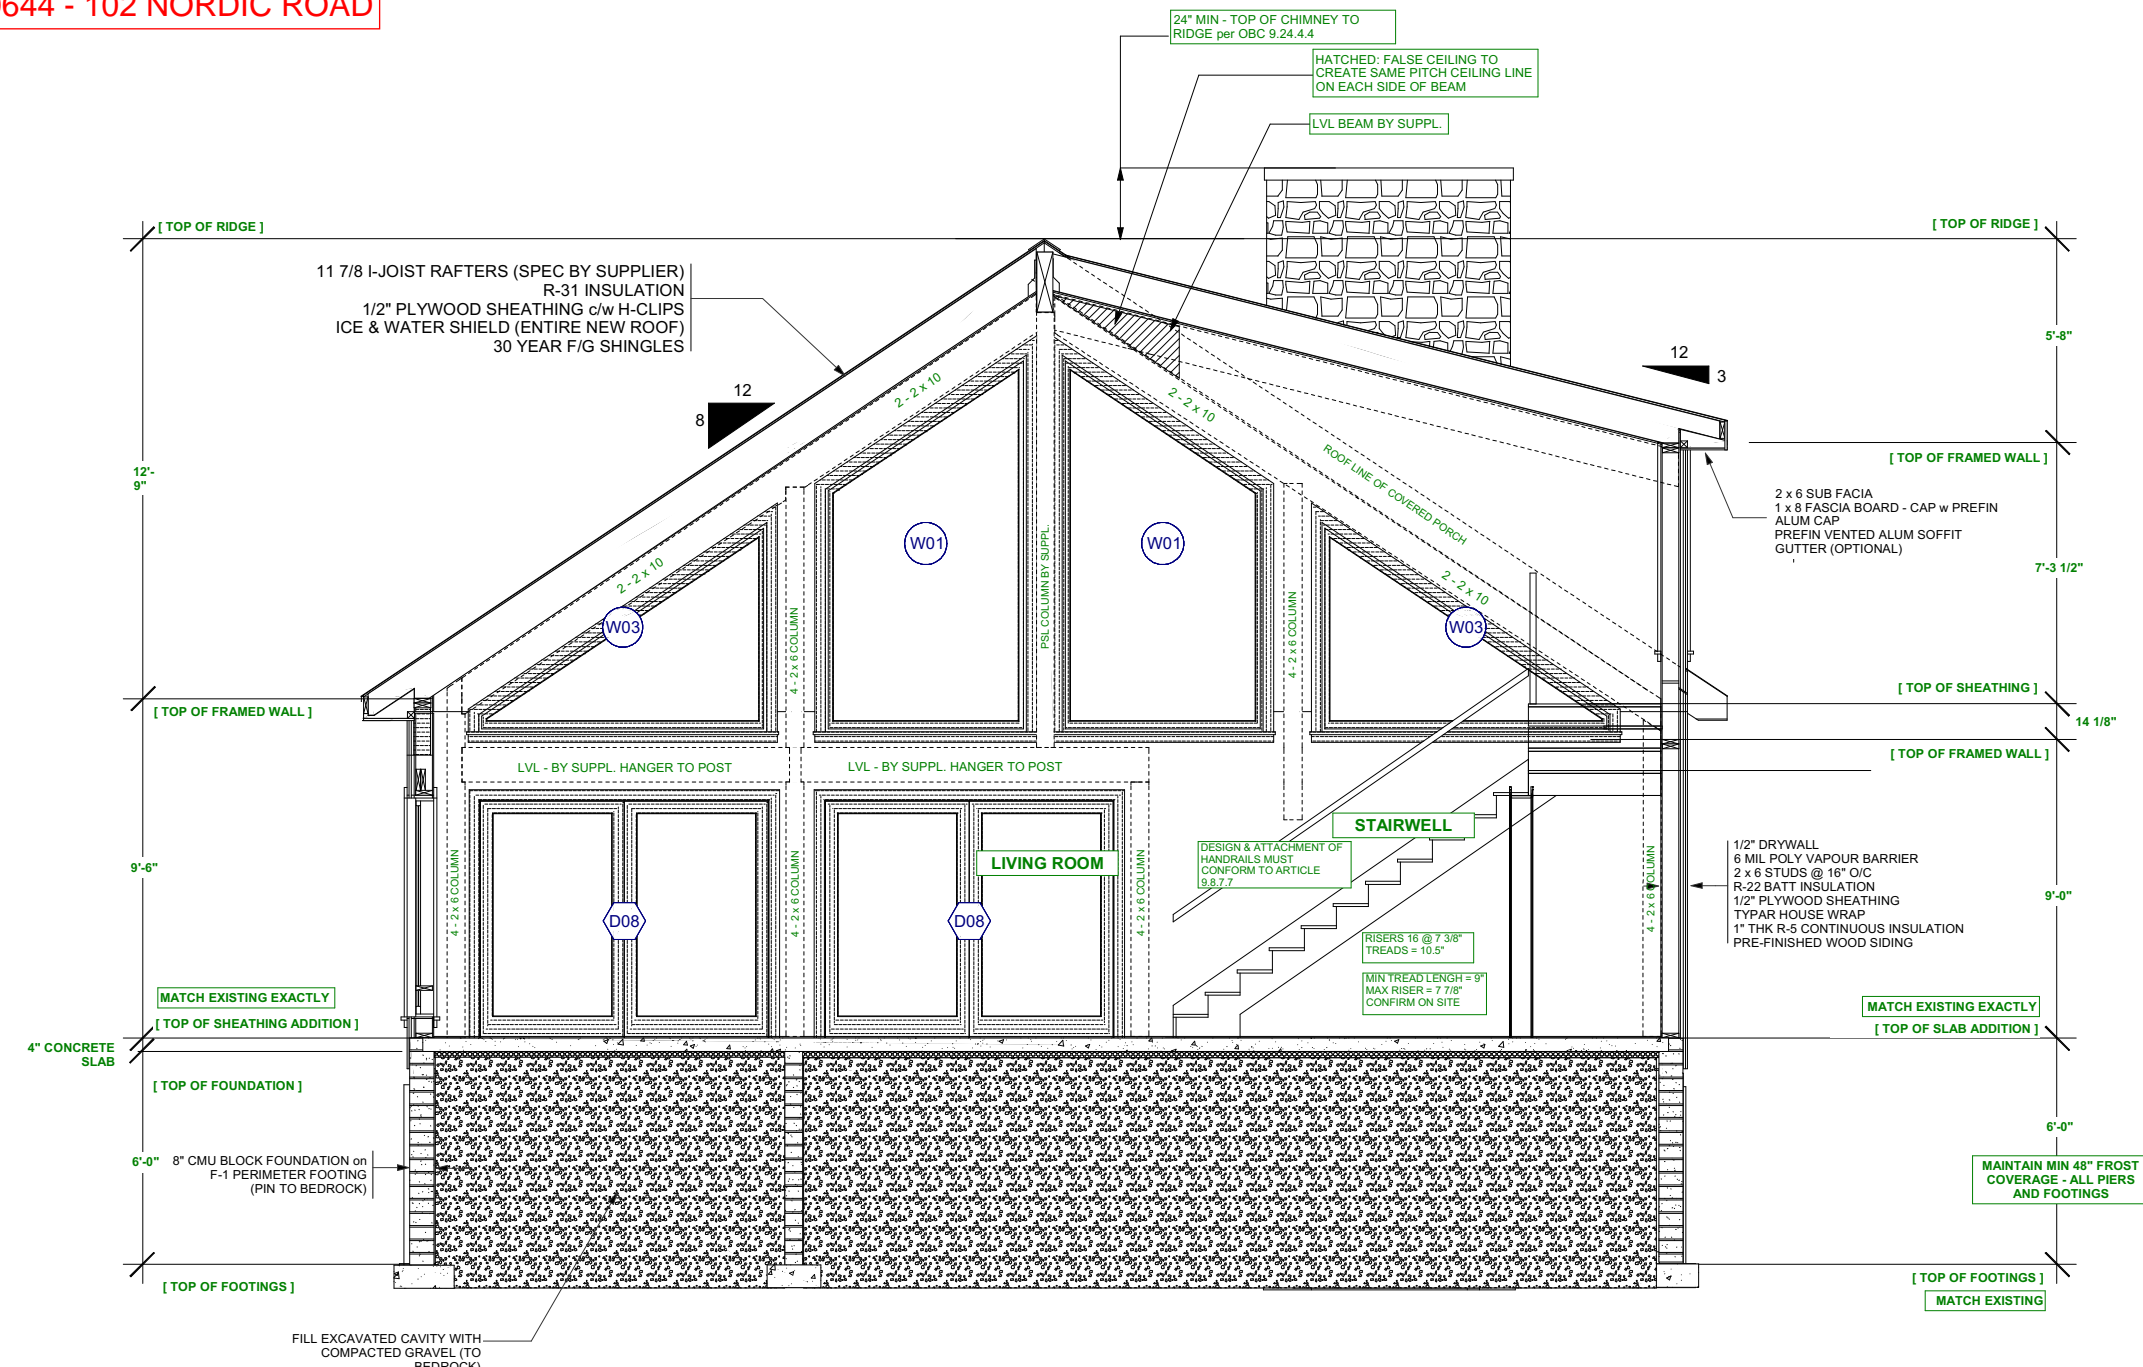 0644 - 102 NORDIC ROAD
24" MIN - TOP OF CHIMNEY TO
RIDGE per OBC 9.24.4.4
HATCHED: FALSE CEILING TO
CREATE SAME PITCH CEILING LINE
ON EACH SIDE OF BEAM
LVL BEAM BY SUPPL.
[ TOP OF RIDGE ]
[ TOP OF RIDGE ]
11 7/8 I-JOIST RAFTERS (SPEC BY SUPPLIER)
R-31 INSULATION
1/2" PLYWOOD SHEATHING c/w H-CLIPS
ICE & WATER SHIELD (ENTIRE NEW ROOF)
30 YEAR F/G SHINGLES
5'-8"
12
3
12
8
2 - 2 x 10
2 - 2 x 10
ROOF LINE OF COVERED PORCH
12'-
9"
[ TOP OF FRAMED WALL ]
2 x 6 SUB FACIA
1 x 8 FASCIA BOARD - CAP w PREFIN
ALUM CAP
PREFIN VENTED ALUM SOFFIT
GUTTER (OPTIONAL)
W01
W01
PSL COLUMN BY SUPPL.
2 - 2 x 10
2 - 2 x 10
7'-3 1/2"
W03
W03
4 - 2 x 6 COLUMN
4 - 2 x 6 COLUMN
[ TOP OF SHEATHING ]
[ TOP OF FRAMED WALL ]
14 1/8"
[ TOP OF FRAMED WALL ]
LVL - BY SUPPL. HANGER TO POST
LVL - BY SUPPL. HANGER TO POST
STAIRWELL
LIVING ROOM
DESIGN & ATTACHMENT OF
HANDRAILS MUST
CONFORM TO ARTICLE
9.8.7.7
1/2" DRYWALL
6 MIL POLY VAPOUR BARRIER
2 x 6 STUDS @ 16" O/C
R-22 BATT INSULATION
1/2" PLYWOOD SHEATHING
TYPAR HOUSE WRAP
1" THK R-5 CONTINUOUS INSULATION
PRE-FINISHED WOOD SIDING
9'-6"
9'-0"
4 - 2 x 6 COLUMN
4 - 2 x 6 COLUMN
4 - 2 x 6 COLUMN
4 - 2 x 6 COLUMN
D08
D08
RISERS 16 @ 7 3/8"
TREADS = 10.5"
MIN TREAD LENGH = 9"
MAX RISER = 7 7/8"
CONFIRM ON SITE
MATCH EXISTING EXACTLY
[ TOP OF SHEATHING ADDITION ]
MATCH EXISTING EXACTLY
[ TOP OF SLAB ADDITION ]
4" CONCRETE
SLAB
[ TOP OF FOUNDATION ]
6'-0"
8" CMU BLOCK FOUNDATION on
F-1 PERIMETER FOOTING
(PIN TO BEDROCK)
6'-0"
MAINTAIN MIN 48" FROST
COVERAGE - ALL PIERS
AND FOOTINGS
[ TOP OF FOOTINGS ]
[ TOP OF FOOTINGS ]
MATCH EXISTING
FILL EXCAVATED CAVITY WITH
COMPACTED GRAVEL (TO
BEDROCK)